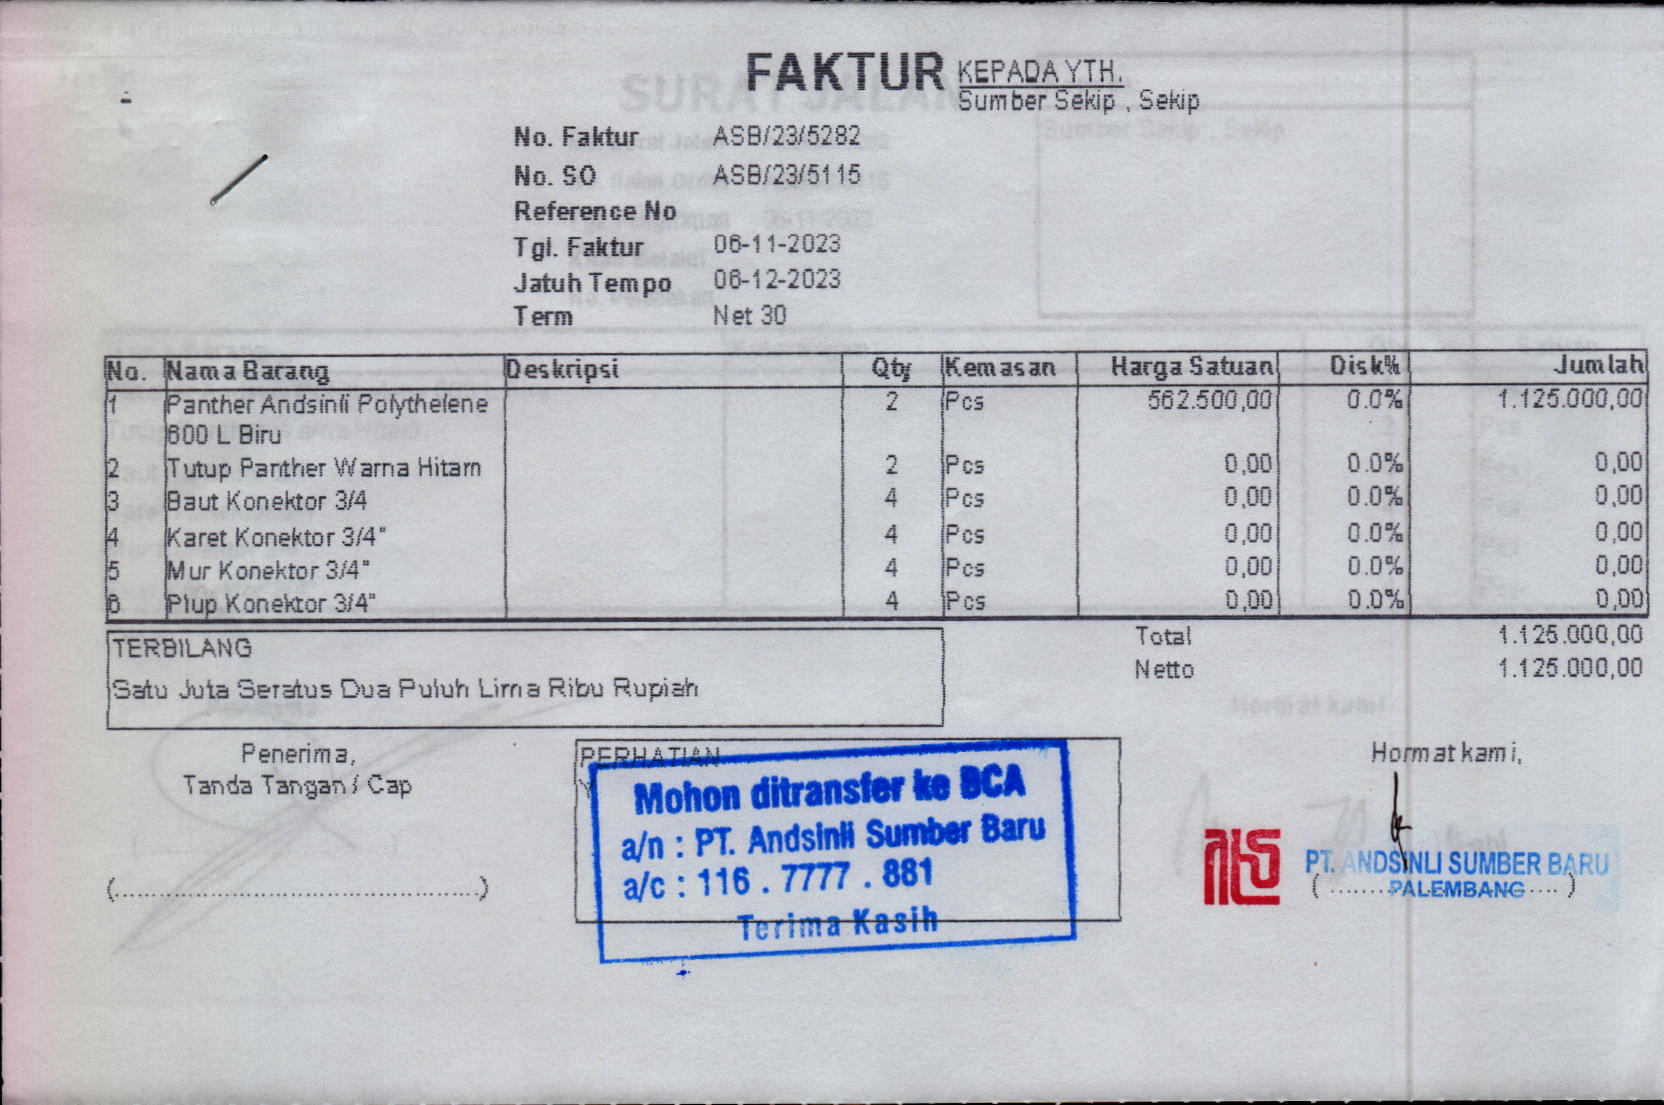 FAKTUR
KEPADA YTH.
Sumber Sekip , Sekip
No. Faktur ASB/23/5282
No. SO ASB/23/5115
Reference No
Tgl. Faktur 06-11-2023
Jatuh Tempo 06-12-2023
Term Net 30
No. Nama Barang Deskripsi Qty Kemasan Harga Satuan Disk% Jumlah
1 Panther Andsinli Polythelene 2 Pcs 562.500,00 0.0% 1.125.000,00
600 L Biru
2 Tutup Panther Warna Hitam 2 Pcs 0,00 0.0% 0,00
3 Baut Konektor 3/4 4 Pcs 0,00 0.0% 0,00
4 Karet Konektor 3/4" 4 Pcs 0,00 0.0% 0,00
5 Mur Konektor 3/4" 4 Pcs 0,00 0.0% 0,00
6 Plup Konektor 3/4" 4 Pcs 0,00 0.0% 0,00
Total 1.125.000,00
Netto 1.125.000,00
TERBILANG
Satu Juta Seratus Dua Puluh Lima Ribu Rupiah
Penerima,
Tanda Tangan / Cap
(................................................)
PERHATIAN
Mohon ditransfer ke BCA
a/n : PT. Andsinli Sumber Baru
a/c : 116 . 7777 . 881
Terima Kasih
Hormat kami,
PT. ANDSINLI SUMBER BARU
PALEMBANG